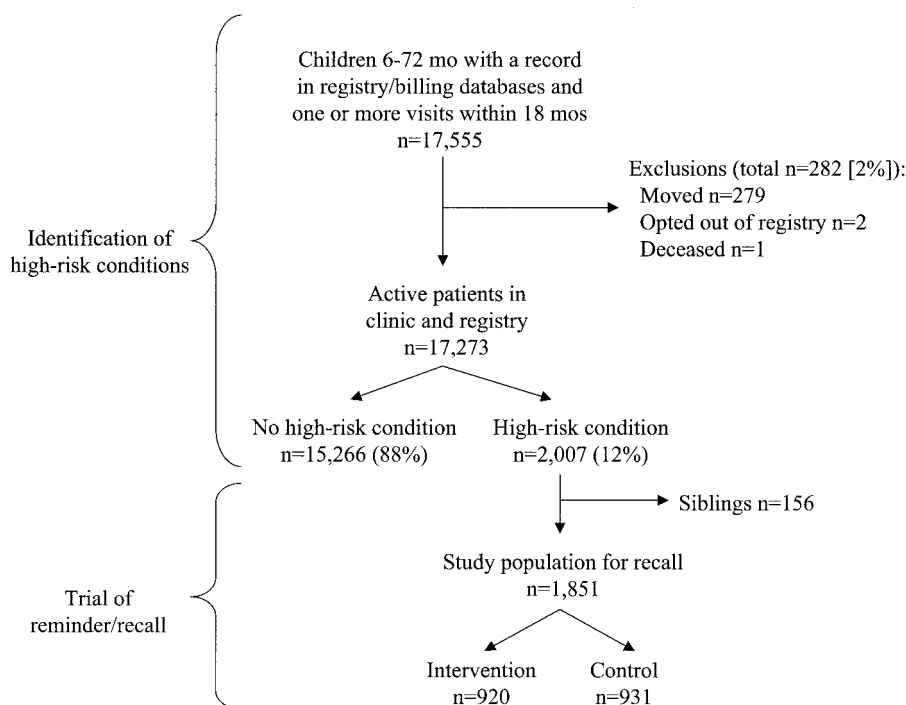 Children 6-72 mo with a record
in registry/billing databases and
one or more visits within 18 mos
n=17,555
Exclusions (total n=282 [2%]):
Moved n=279
Opted out of registry n=2
Deceased n=1
Identification of
high-risk conditions
Active patients in
clinic and registry
n=17,273
No high-risk condition
n=15,266 (88%)
High-risk condition
n=2,007 (12%)
Siblings n=156
Study population for recall
n=1,851
Trial of
reminder/recall
Intervention
n=920
Control
n=931